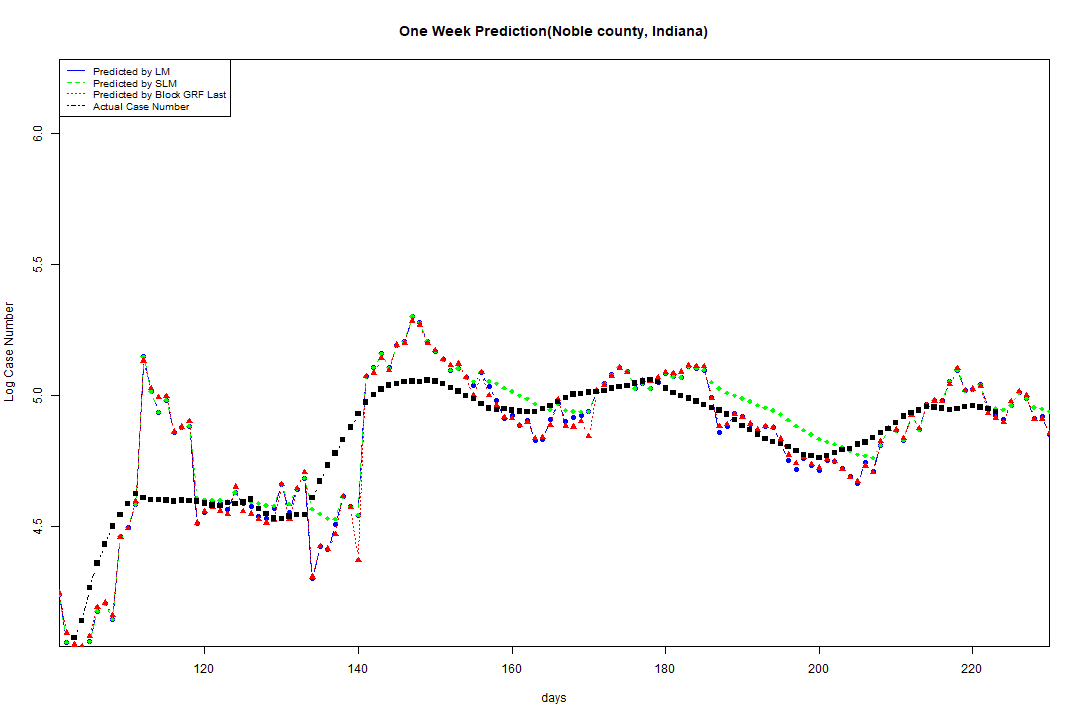 One Week Prediction(Noble county, Indiana)
Predicted by LM
Predicted by SLM
Predicted by Block GRF Last
Actual Case Number
6.0
5.5
5.0
4.5
Log Case Number
120 140 160 180 200 220
days